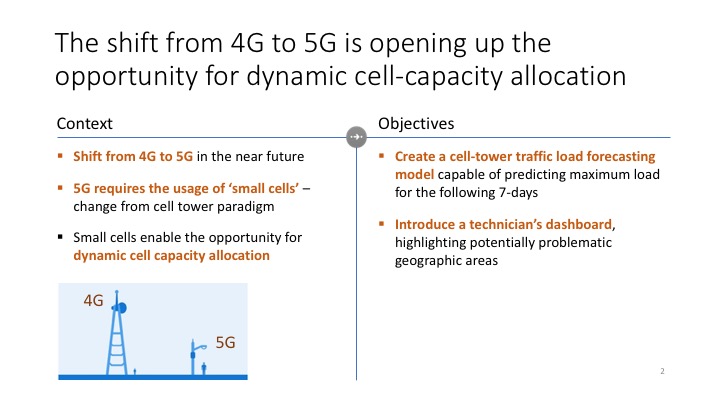 The shift from 4G to 5G is opening up the
opportunity for dynamic cell-capacity allocation
Context
▪ Shift from 4G to 5G in the near future
▪ 5G requires the usage of ‘small cells’ –
change from cell tower paradigm
▪ Small cells enable the opportunity for
dynamic cell capacity allocation
4G
5G
Objectives
▪ Create a cell-tower traffic load forecasting
model capable of predicting maximum load
for the following 7-days
▪ Introduce a technician’s dashboard,
highlighting potentially problematic
geographic areas
2